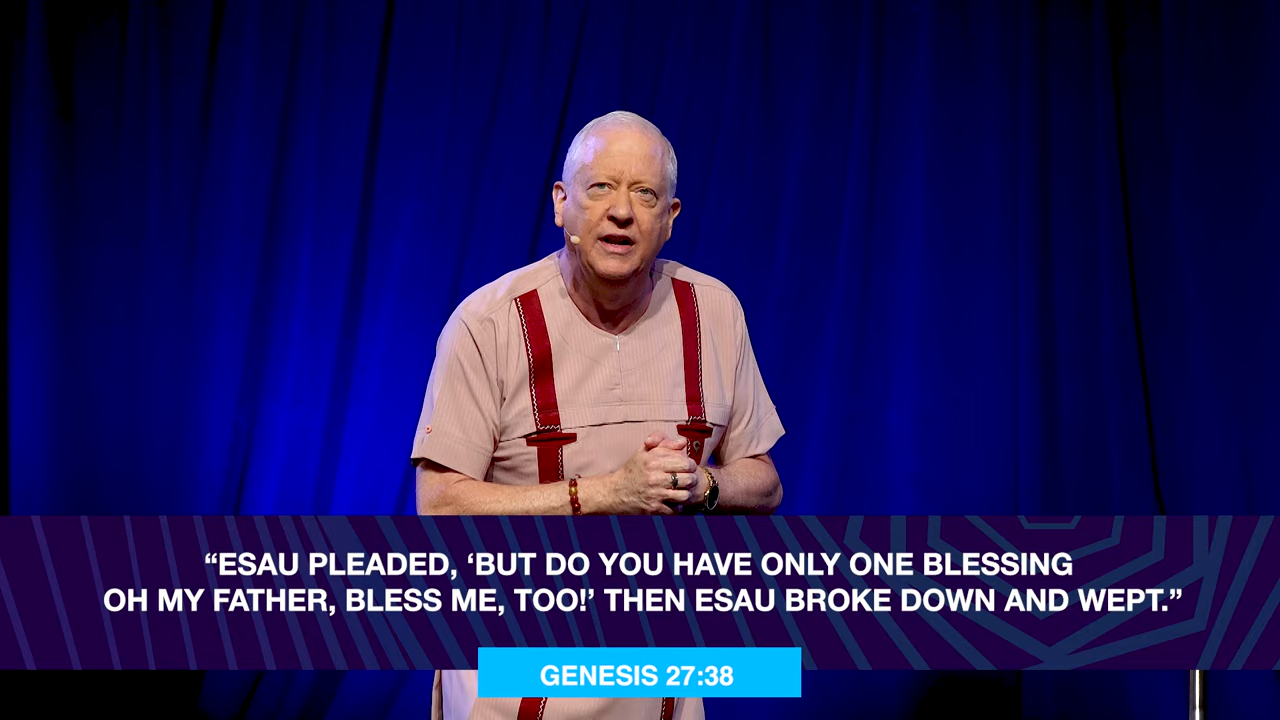 “ESAU PLEADED, ‘BUT DO YOU HAVE ONLY ONE BLESSING
OH MY FATHER, BLESS ME, TOO!’ THEN ESAU BROKE DOWN AND WEPT.”
GENESIS 27:38